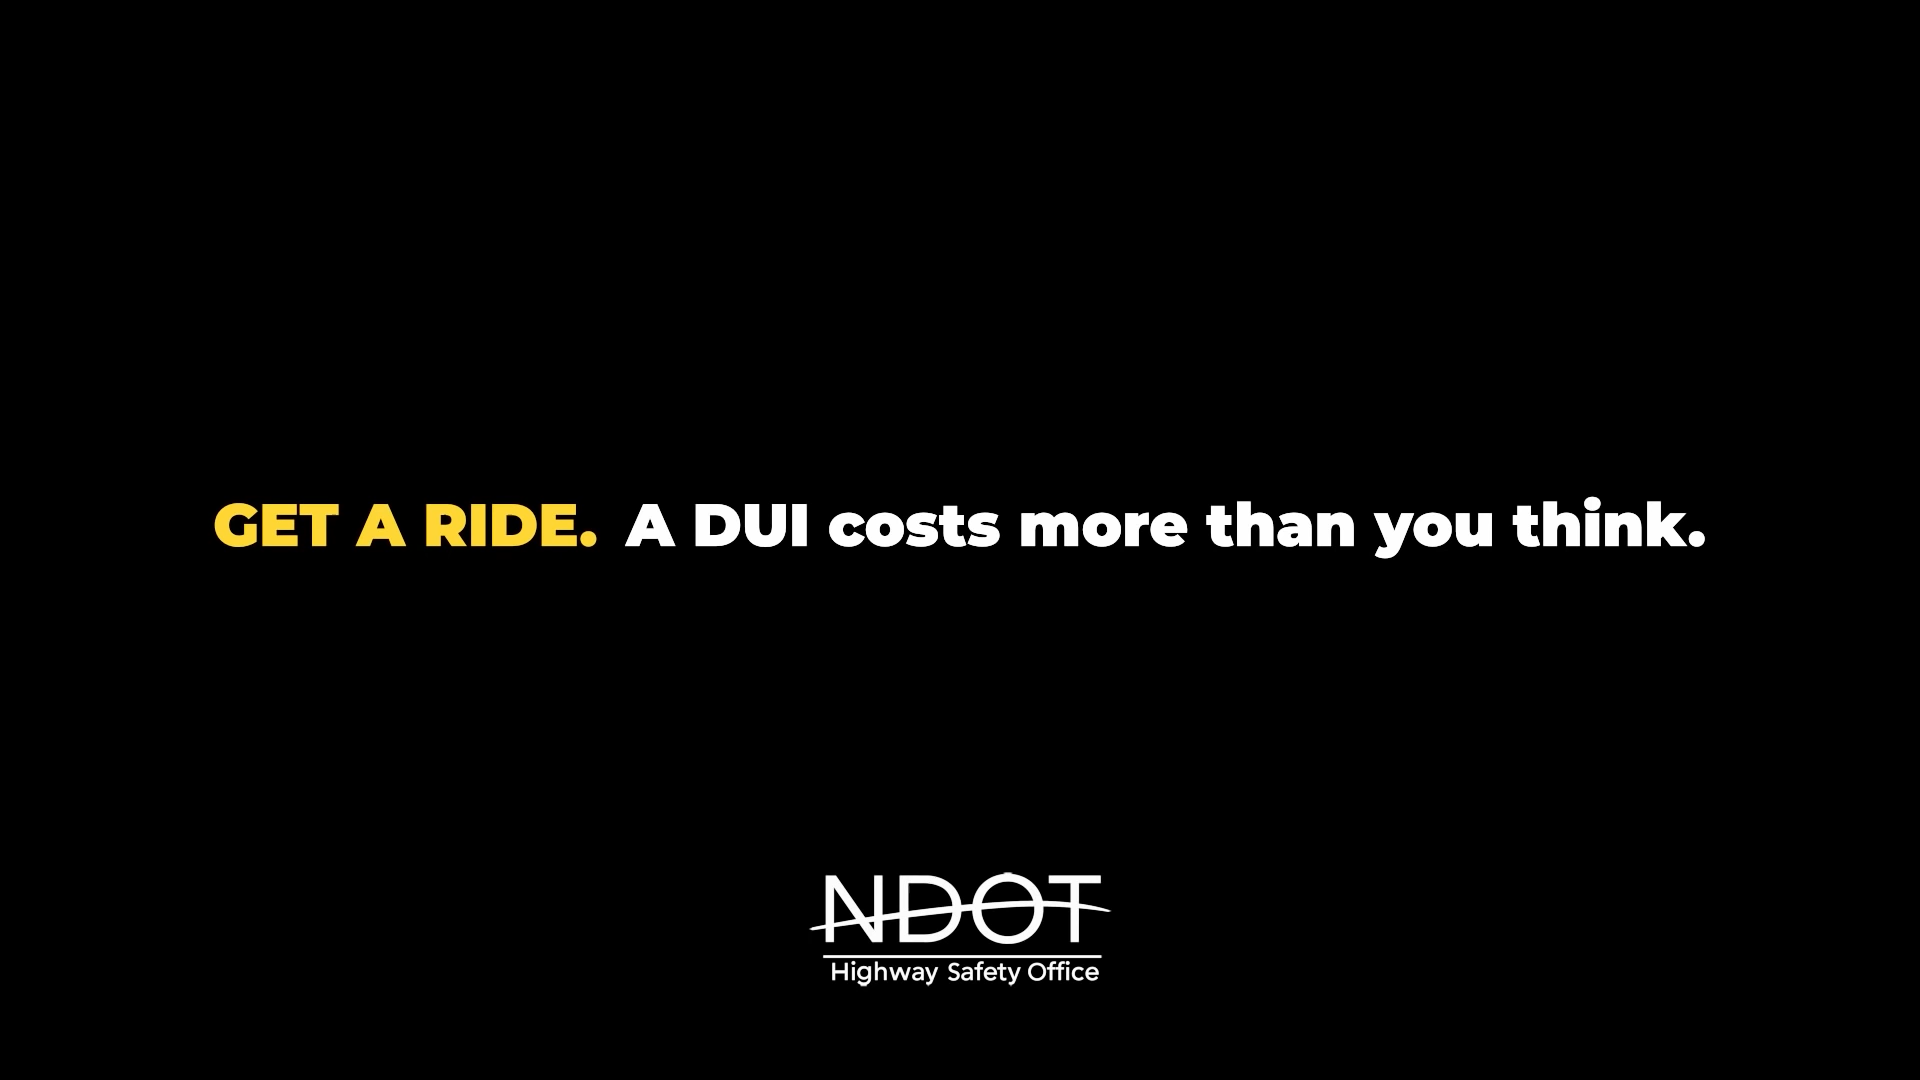 GET A RIDE. A DUI costs more than you think.
NDOT
Highway Safety Office